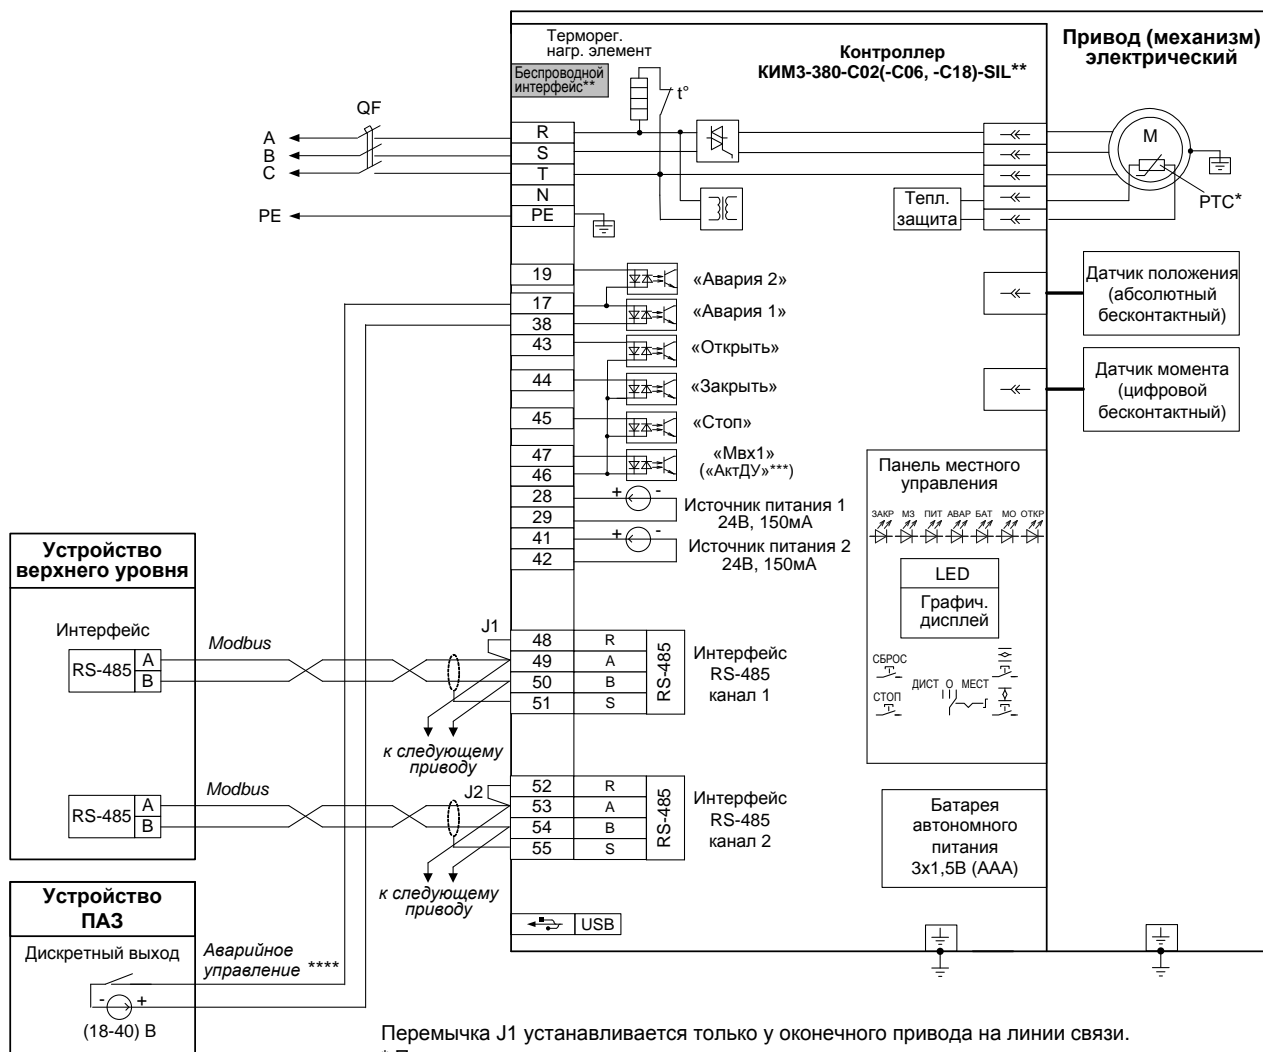 Терморег.
нагр. элемент
Беспроводной
интерфейс**
Контроллер
КИМ3-380-С02(-С06, -С18)-SIL**
Привод (механизм)
электрический
t°
QF
A
B
C
PE
R
S
T
N
PE
M
PTC*
Тепл.
защита
19
17
38
43
44
45
47
46
28
29
41
42
«Авария 2»
«Авария 1»
«Открыть»
«Закрыть»
«Стоп»
«Мвх1»
(«АктДУ»***)
+ -
Источник питания 1
24В, 150мА
+ -
Источник питания 2
24В, 150мА
Датчик положения
(абсолютный
бесконтактный)
Датчик момента
(цифровой
бесконтактный)
Панель местного
управления
ЗАКР МЗ ПИТ АВАР БАТ МО ОТКР
LED
Графич.
дисплей
СБРОС
СТОП
ДИСТ О МЕСТ
Батарея
автономного
питания
3х1,5В (ААА)
Устройство
верхнего уровня
Интерфейс
RS-485
A
B
Modbus
J1
48 R
49 A
50 B
51 S
RS-485
Интерфейс
RS-485
канал 1
к следующему
приводу
RS-485
A
B
Modbus
J2
52 R
53 A
54 B
55 S
RS-485
Интерфейс
RS-485
канал 2
к следующему
приводу
USB
Устройство
ПАЗ
Дискретный выход
- +
(18-40) В
Аварийное
управление ****
Перемычка J1 устанавливается только у оконечного привода на линии связи.